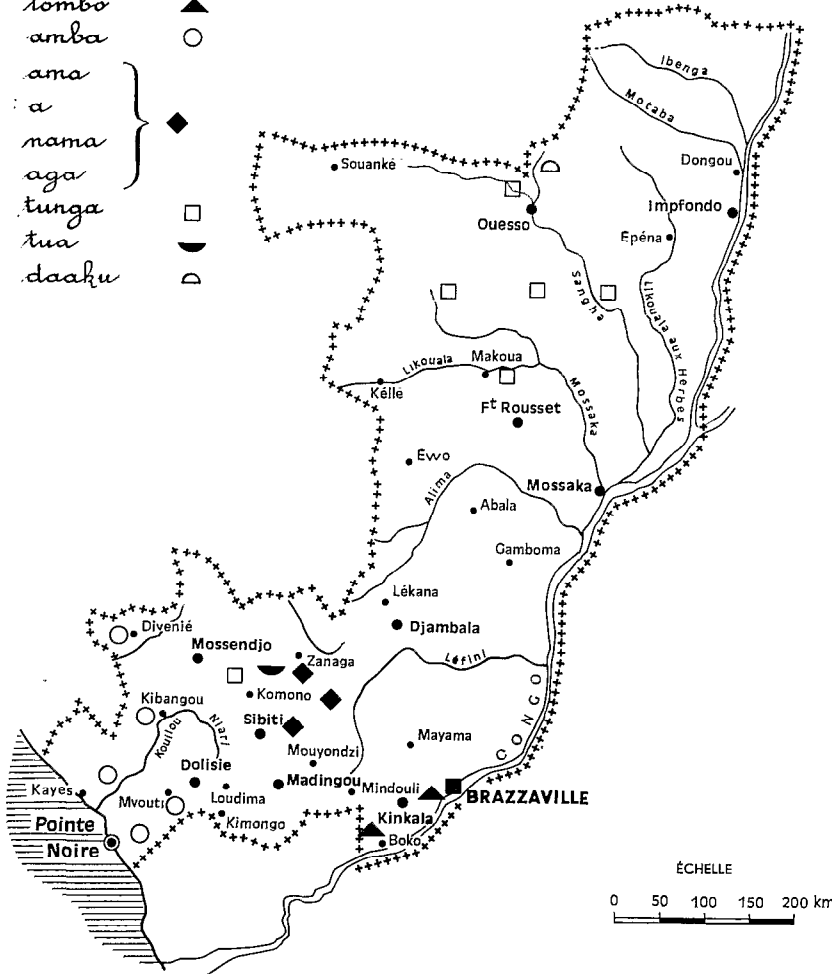 tombo
amba
ama
a
nama
aga
tunga
tua
daaku
Ibenga
Motaba
Souanké
Dongou
Impfondo
Ouesso
Épéna
Sangha
Likouala aux Herbes
Makoua
Likouala
Kéllé
Mossaka
Ft Rousset
Ewo
Alima
Mossaka
Abala
Gamboma
Lékana
Divenié
Djambala
Mossendjo
Zanaga
Léfini
Komono
Kibangou
CONGO
Sibiti
Niari
Kouilou
Mayama
Mouyondzi
Dolisie
Madingou
Mindouli
Kayes
Mvouti
Loudima
BRAZZAVILLE
Kinkala
Kimongo
Pointe
Noire
Boko
ÉCHELLE
0 50 100 150 200 km